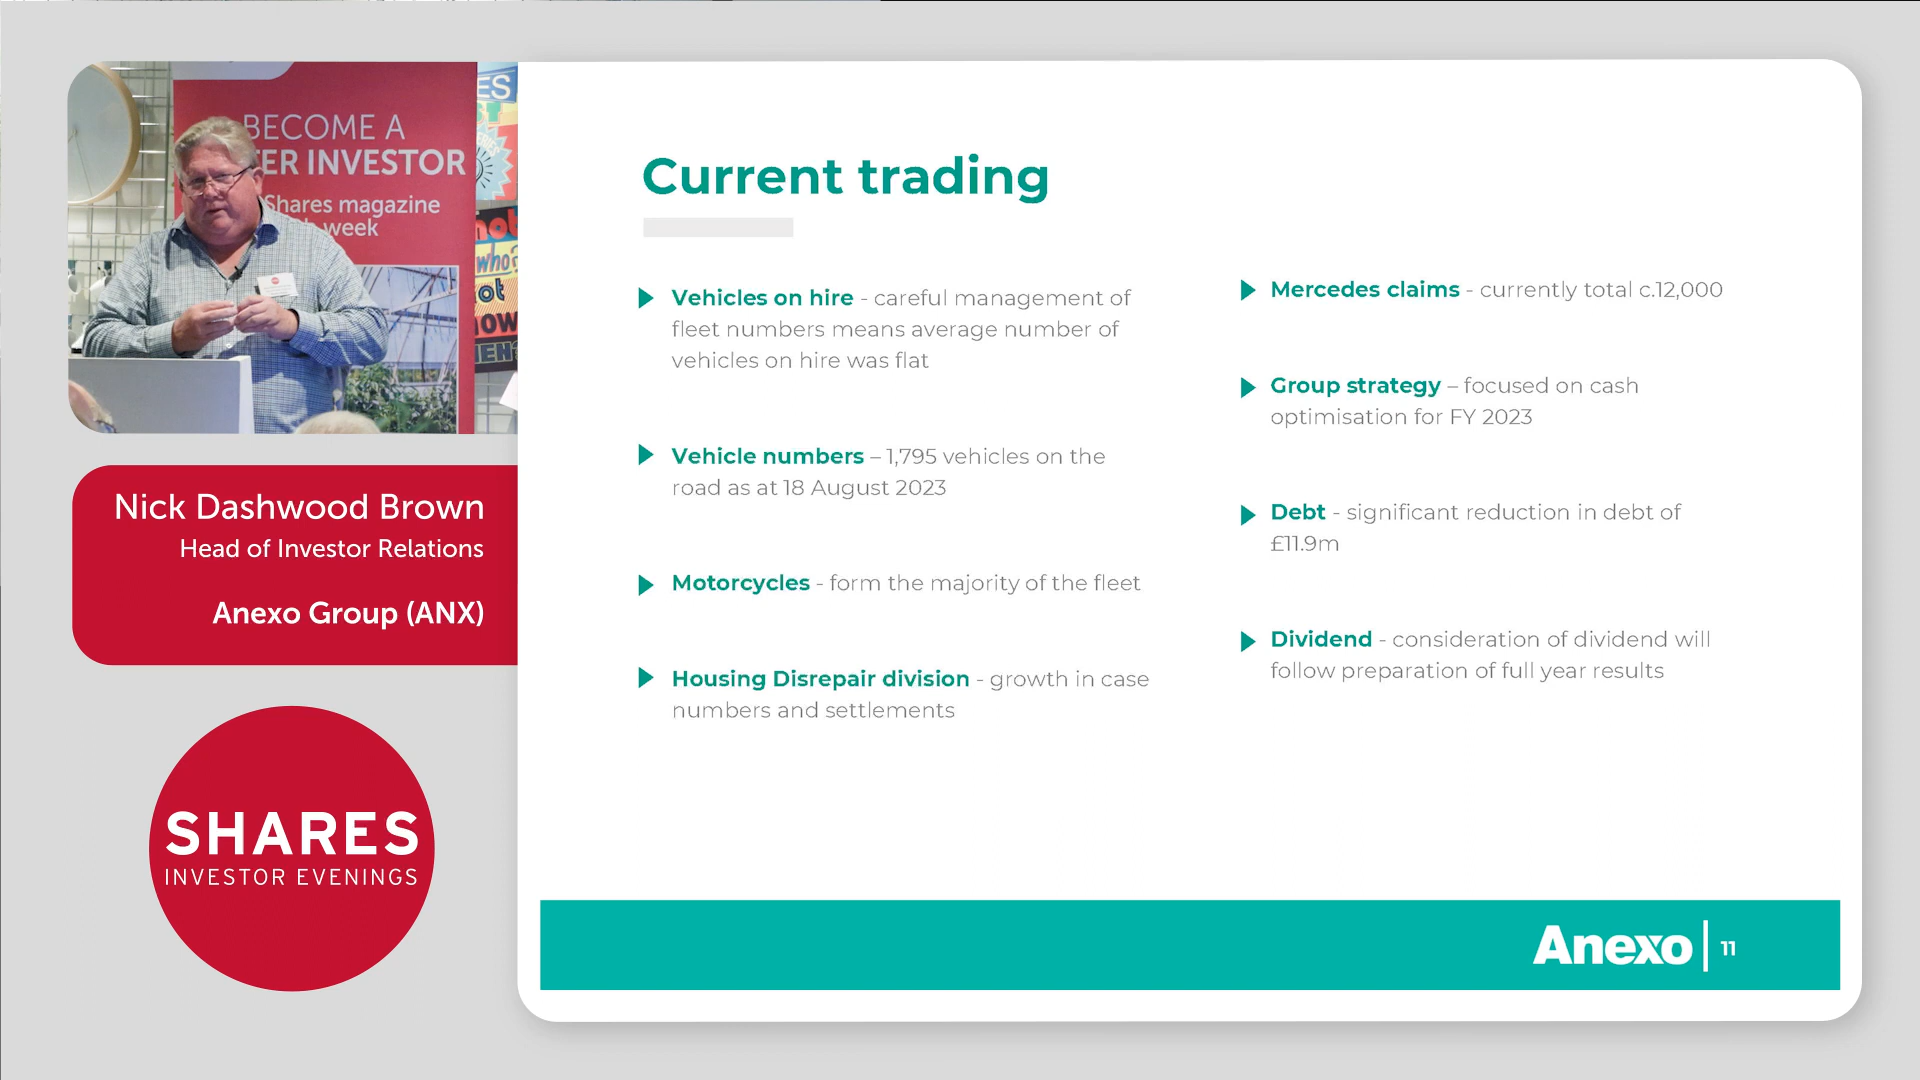 ES
BECOME A
ER INVESTOR
Shares magazine
week
not
who?
ot
Nick Dashwood Brown
Head of Investor Relations
Anexo Group (ANX)
SHARES
INVESTOR EVENINGS
Current trading
Vehicles on hire - careful management of
fleet numbers means average number of
vehicles on hire was flat
Vehicle numbers – 1,795 vehicles on the
road as at 18 August 2023
Motorcycles - form the majority of the fleet
Housing Disrepair division - growth in case
numbers and settlements
Mercedes claims - currently total c.12,000
Group strategy – focused on cash
optimisation for FY 2023
Debt - significant reduction in debt of
£11.9m
Dividend - consideration of dividend will
follow preparation of full year results
Anexo 11